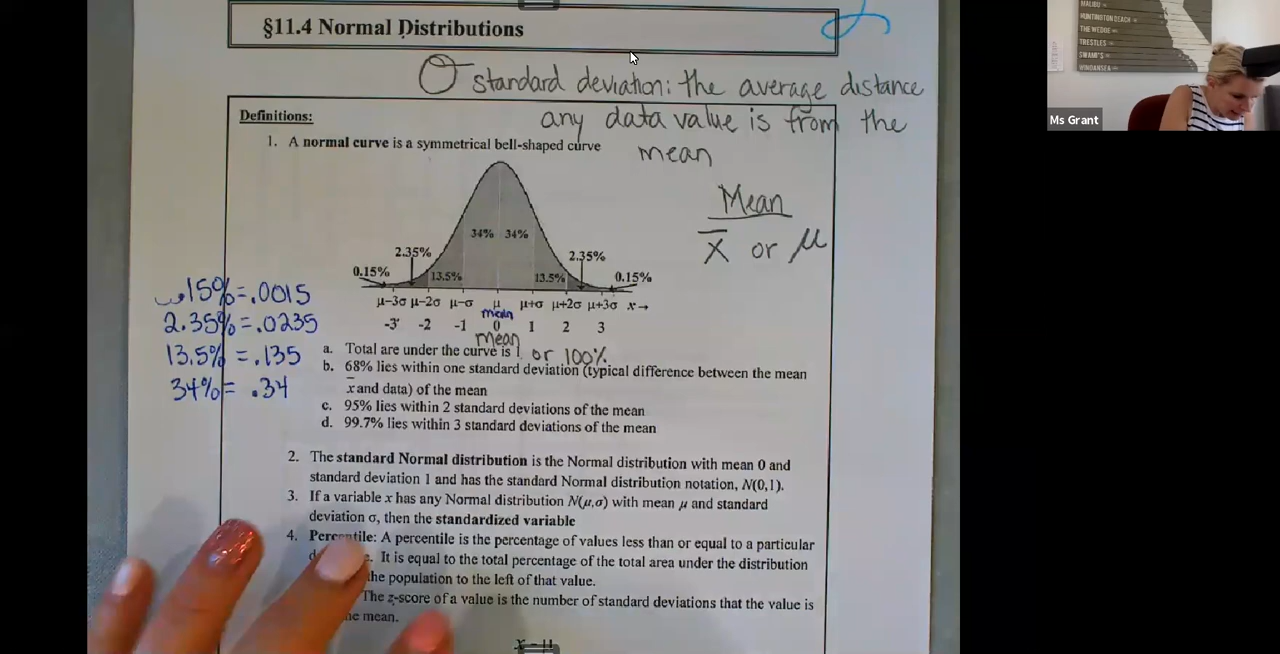 §11.4 Normal Distributions
σ standard deviation: the average distance
any data value is from the
mean
Definitions:
1. A normal curve is a symmetrical bell-shaped curve
Mean
x̄ or μ
34% 34%
2.35% 2.35%
0.15% 13.5% 13.5% 0.15%
μ−3σ μ−2σ μ−σ μ μ+σ μ+2σ μ+3σ x→
mean
-3 -2 -1 0 1 2 3
mean
.15% = .0015
2.35% = .0235
13.5% = .135
34% = .34
a. Total are under the curve is 1 or 100%
b. 68% lies within one standard deviation (typical difference between the mean
x̄ and data) of the mean
c. 95% lies within 2 standard deviations of the mean
d. 99.7% lies within 3 standard deviations of the mean
2. The standard Normal distribution is the Normal distribution with mean 0 and
standard deviation 1 and has the standard Normal distribution notation, N(0,1).
3. If a variable x has any Normal distribution N(μ,σ) with mean μ and standard
deviation σ, then the standardized variable
4. Percentile: A percentile is the percentage of values less than or equal to a particular
It is equal to the total percentage of the total area under the distribution
the population to the left of that value.
The z-score of a value is the number of standard deviations that the value is
mean.
x − μ
MALIBU
HUNTINGTON BEACH
THE WEDGE
TRESTLES
SWAMI'S
WINDANSEA
Ms Grant